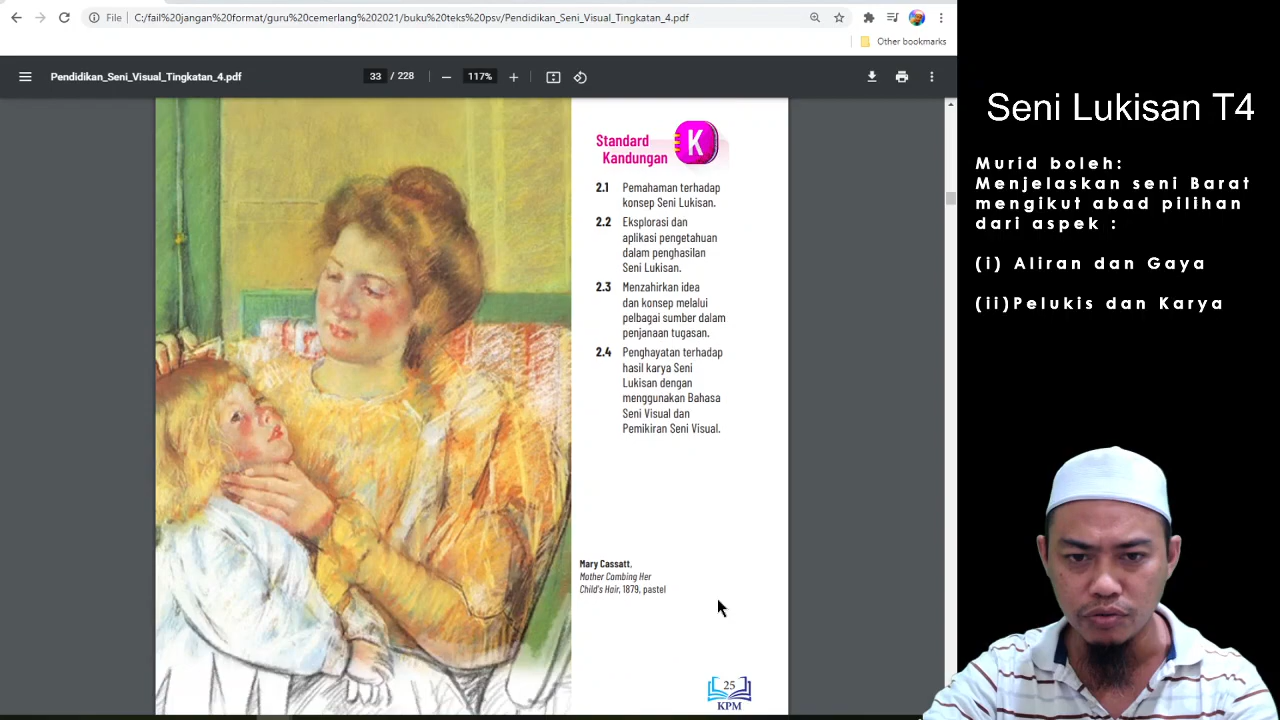 File
C:/fail%20jangan%20format/guru%20cemerlang%202021/buku%20teks%20psv/Pendidikan_Seni_Visual_Tingkatan_4.pdf
Other bookmarks
Pendidikan_Seni_Visual_Tingkatan_4.pdf
33 / 228
117%
Standard
Kandungan
K
2.1 Pemahaman terhadap
konsep Seni Lukisan.
2.2 Eksplorasi dan
aplikasi pengetahuan
dalam penghasilan
Seni Lukisan.
2.3 Menzahirkan idea
dan konsep melalui
pelbagai sumber dalam
penjanaan tugasan.
2.4 Penghayatan terhadap
hasil karya Seni
Lukisan dengan
menggunakan Bahasa
Seni Visual dan
Pemikiran Seni Visual.
Mary Cassatt,
Mother Combing Her
Child's Hair, 1879, pastel
25
KPM
Seni Lukisan T4
Murid boleh:
Menjelaskan seni Barat
mengikut abad pilihan
dari aspek :
(i) Aliran dan Gaya
(ii)Pelukis dan Karya